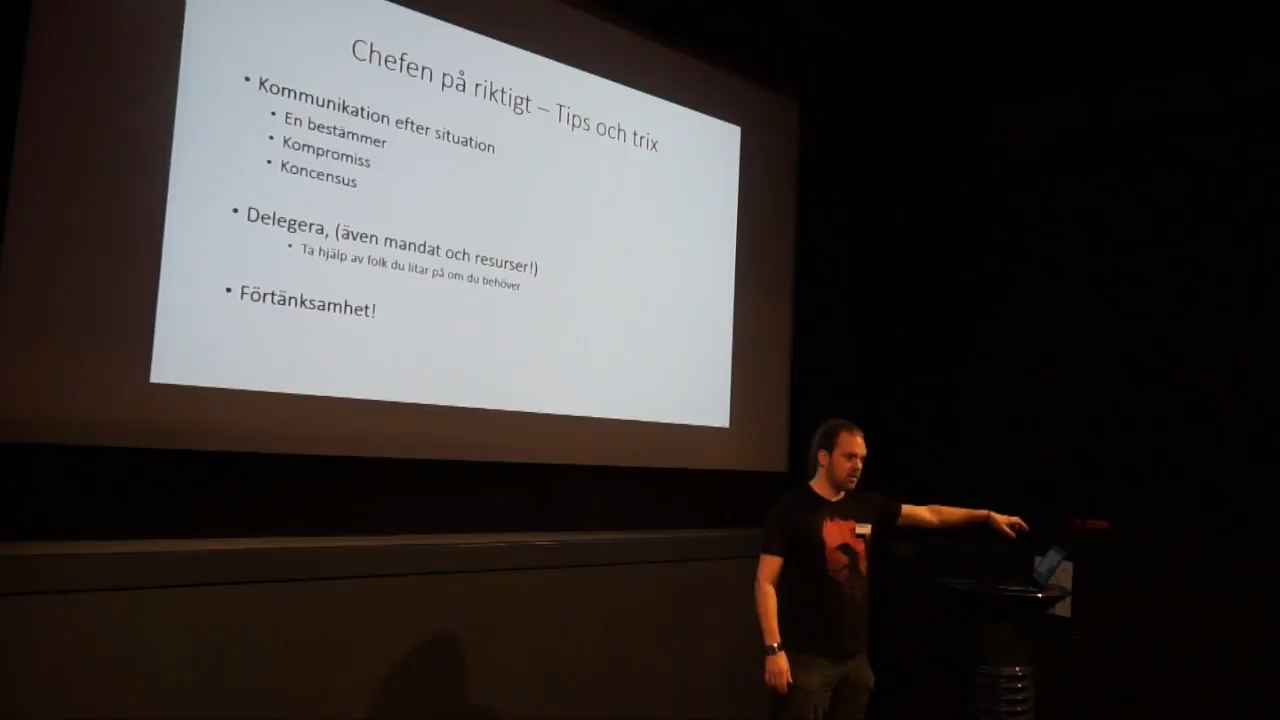 Chefen på riktigt – Tips och trix
• Kommunikation efter situation
• En bestämmer
• Kompromiss
• Koncensus
• Delegera, (även mandat och resurser!)
• Ta hjälp av folk du litar på om du behöver
• Förtänksamhet!